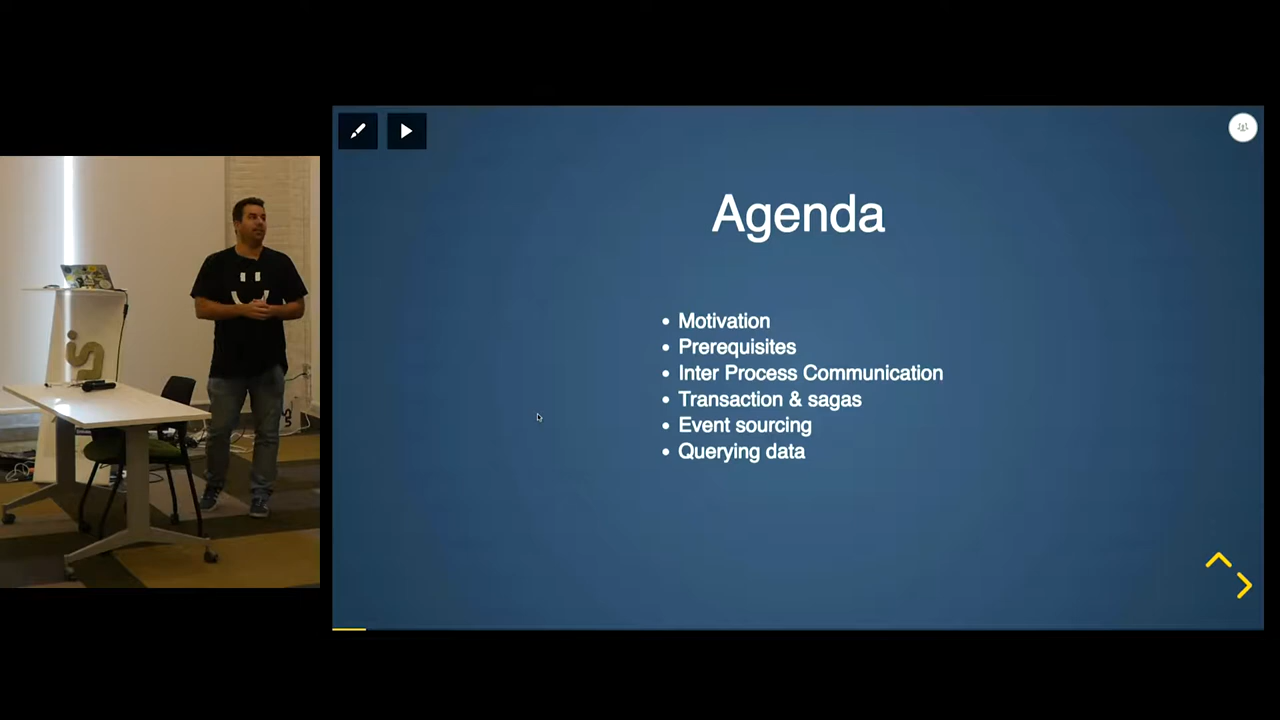 Agenda
Motivation
Prerequisites
Inter Process Communication
Transaction & sagas
Event sourcing
Querying data